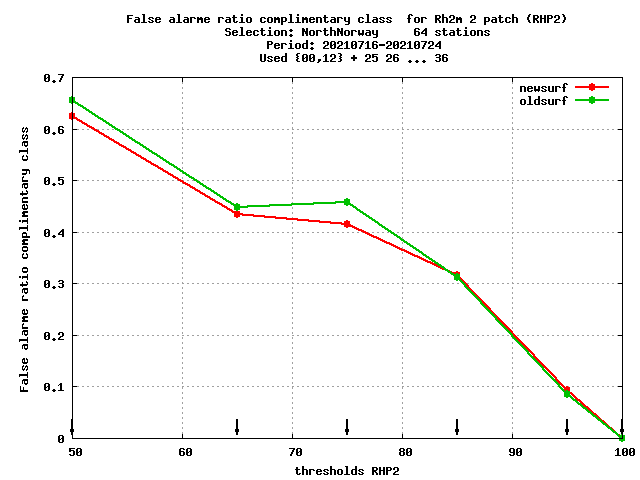 False alarme ratio complimentary class  for Rh2m 2 patch (RHP2)
Selection: NorthNorway     64 stations
Period: 20210716-20210724
Used {00,12} + 25 26 ... 36
newsurf
oldsurf
False alarme ratio complimentary class
0.7
0.6
0.5
0.4
0.3
0.2
0.1
0
50 60 70 80 90 100
thresholds RHP2